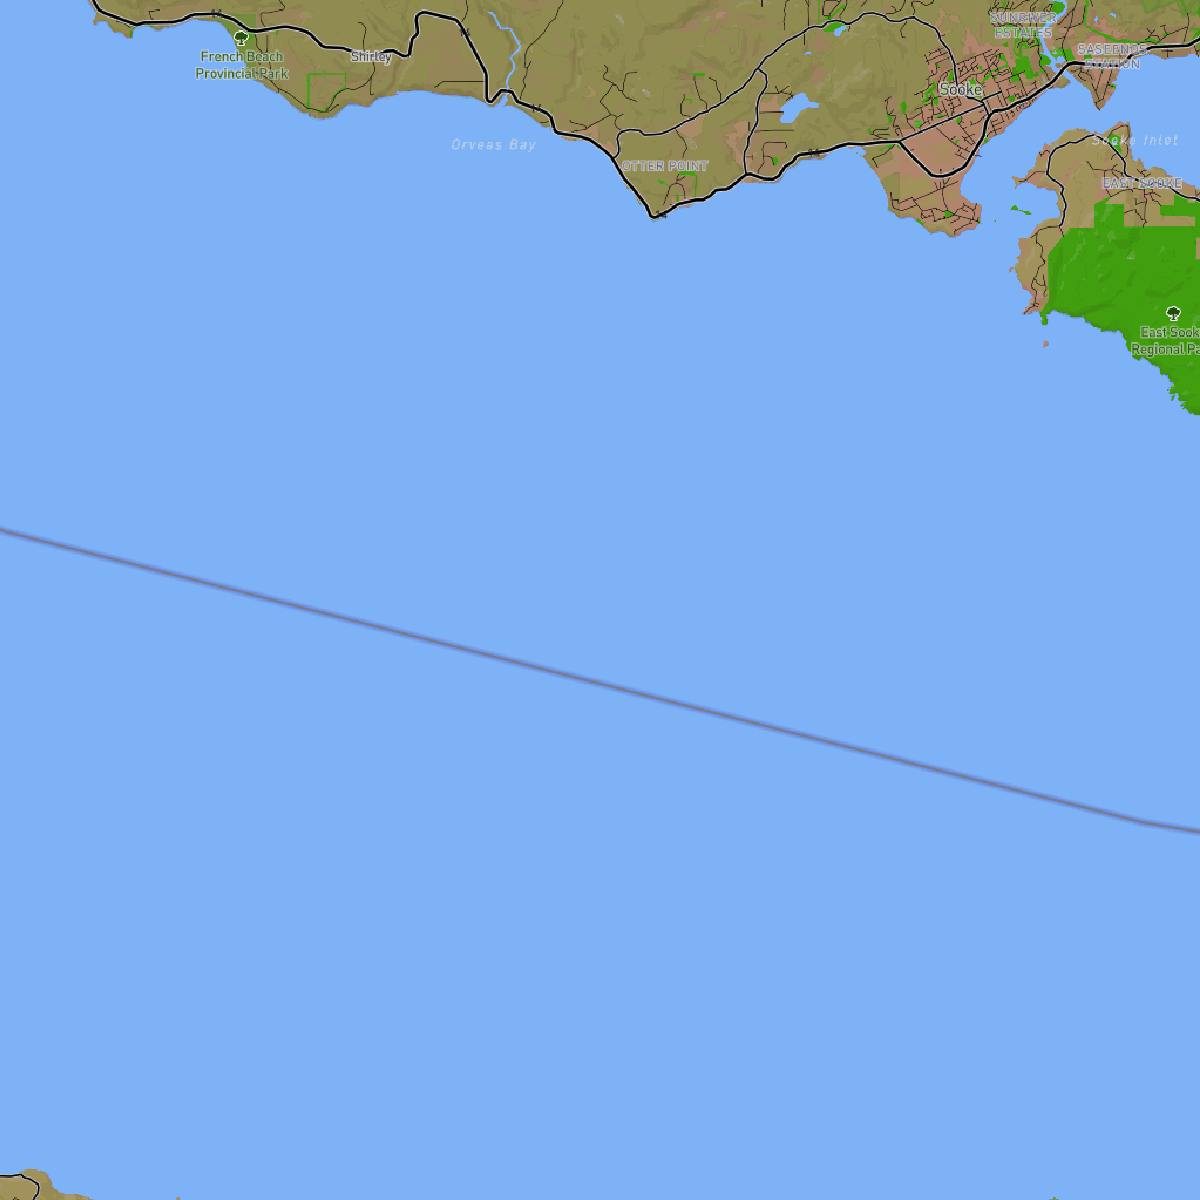 SUNRIVER
ESTATES
French Beach
Provincial Park
Shirley
SASEENOS
STATION
Sooke
Orveas Bay
Sooke Inlet
OTTER POINT
EAST SOOKE
East Sook
Regional Pa